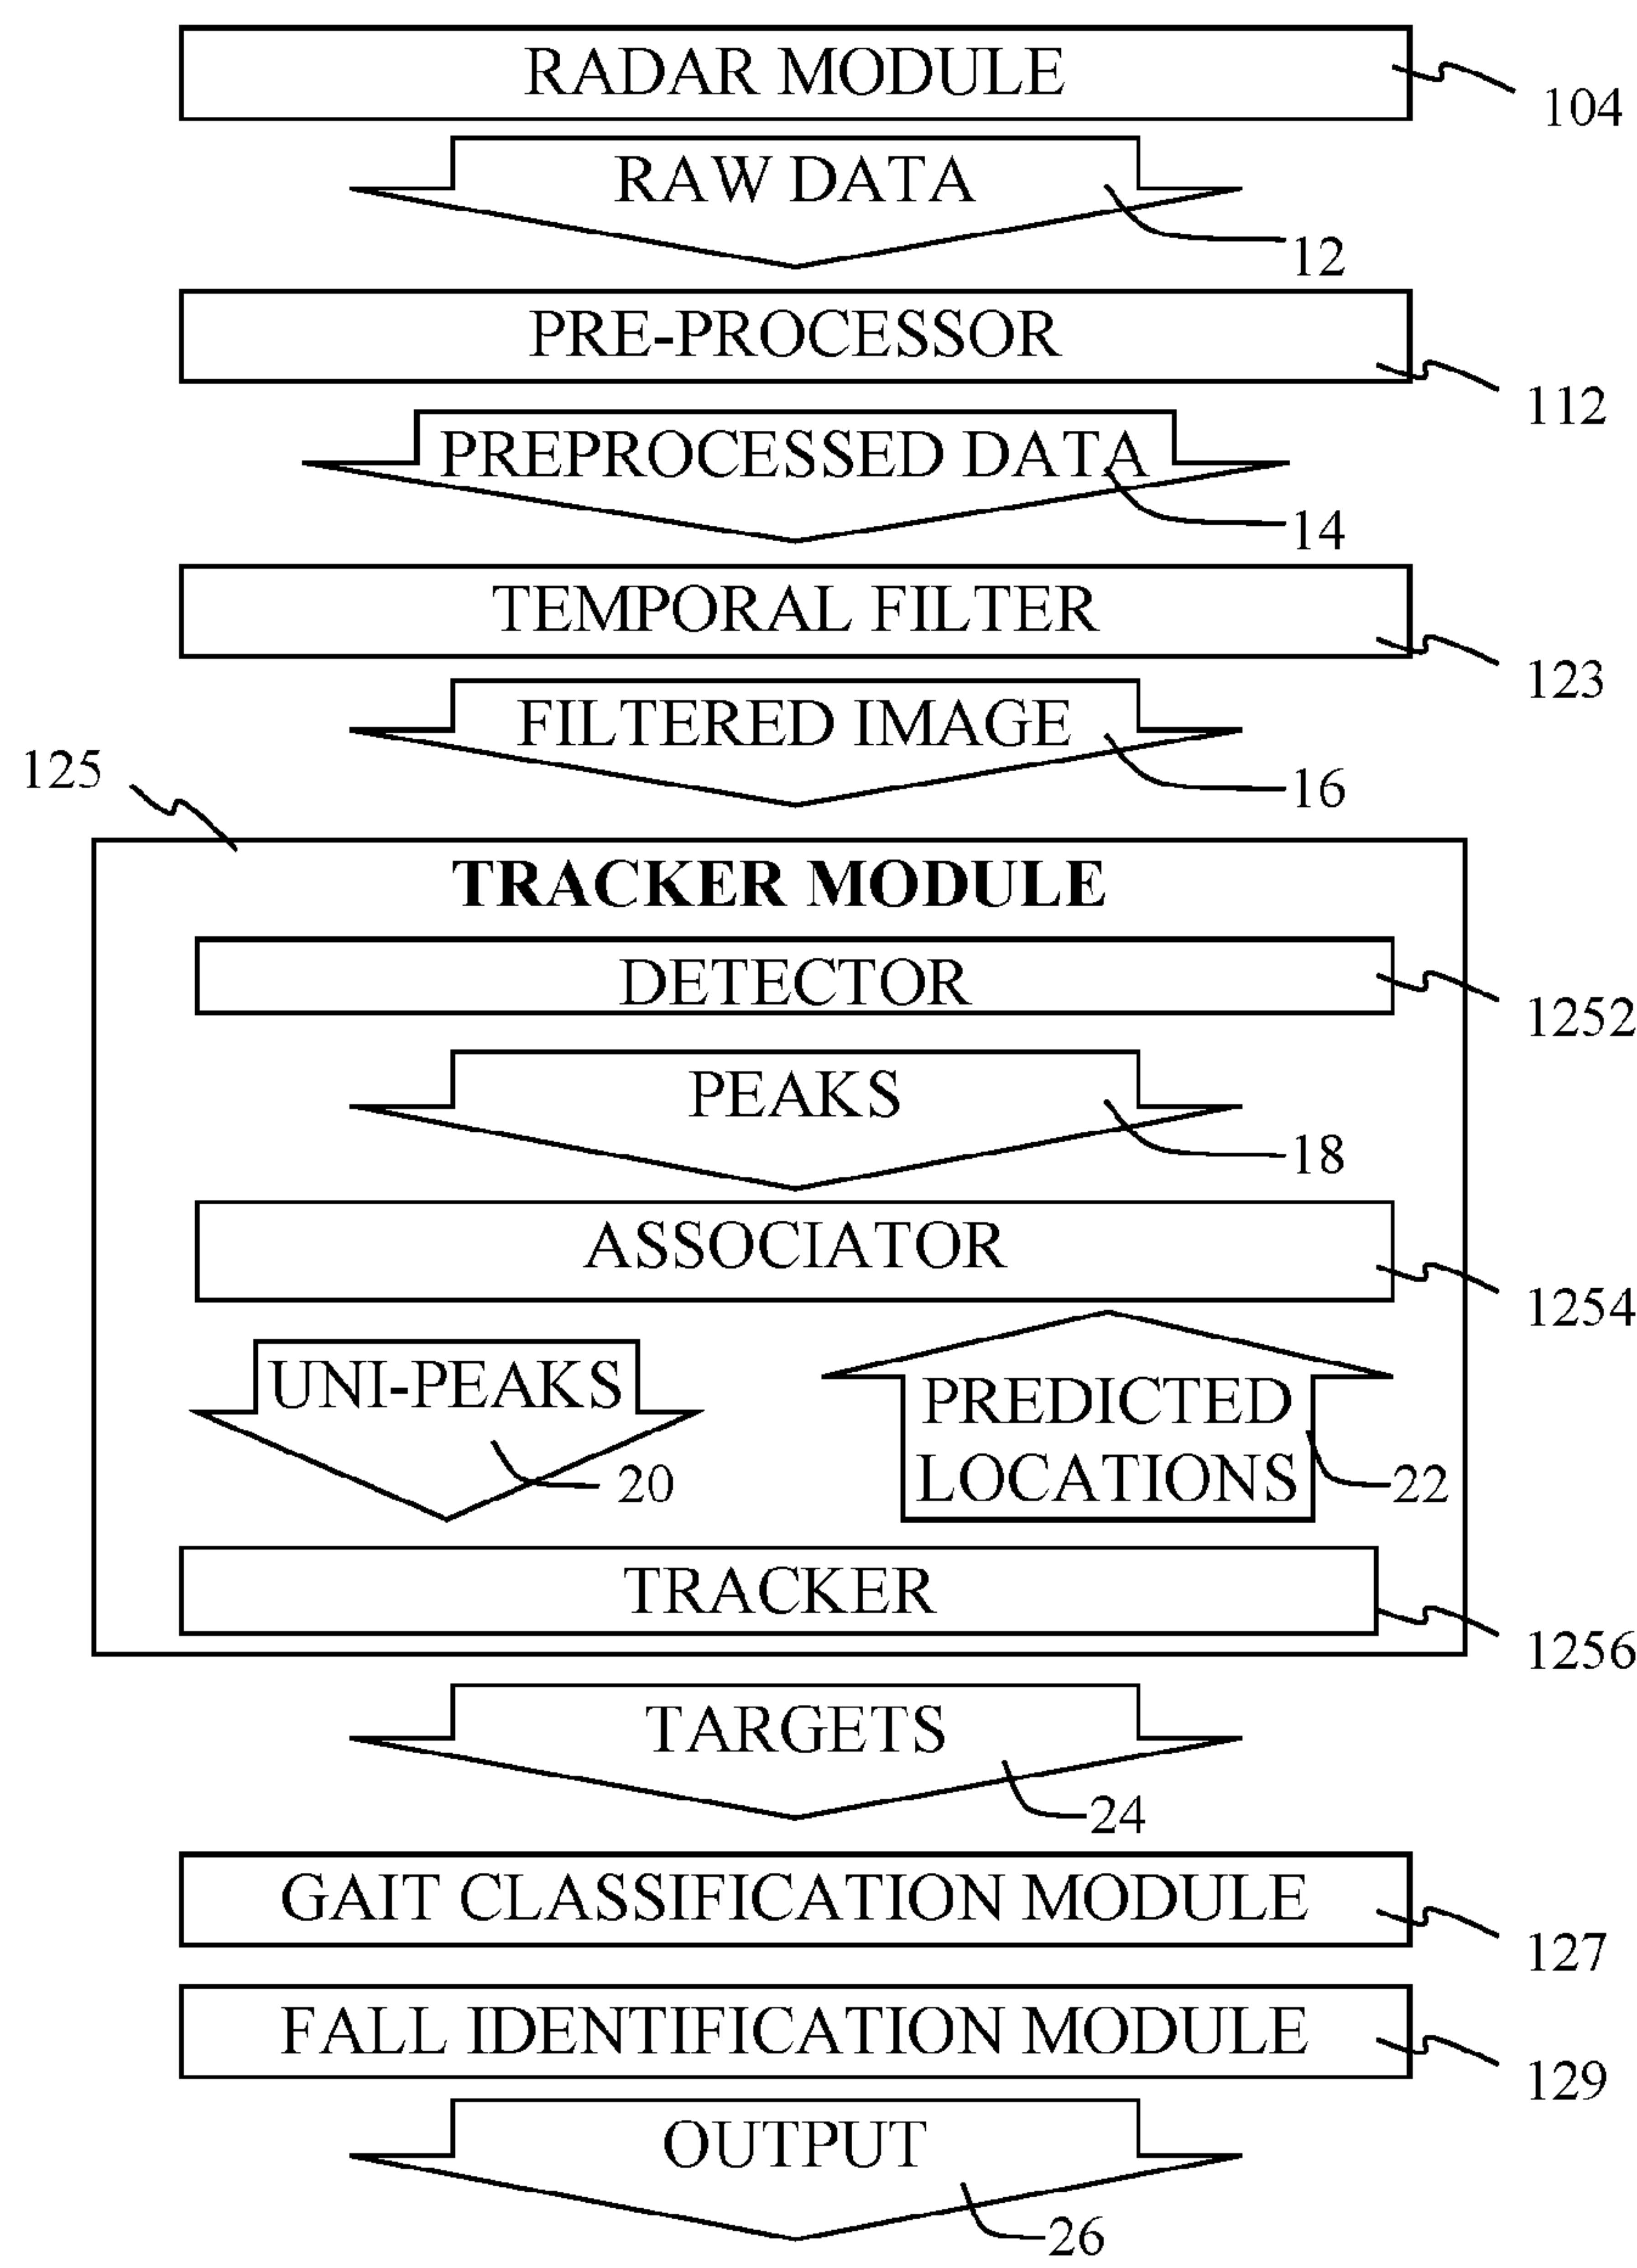 RADAR MODULE
104
RAW DATA
12
PRE-PROCESSOR
112
PREPROCESSED DATA
14
TEMPORAL FILTER
123
FILTERED IMAGE
16
125
TRACKER MODULE
DETECTOR
1252
PEAKS
18
ASSOCIATOR
1254
UNI-PEAKS
20
PREDICTED
LOCATIONS
22
TRACKER
1256
TARGETS
24
GAIT CLASSIFICATION MODULE
127
FALL IDENTIFICATION MODULE
129
OUTPUT
26